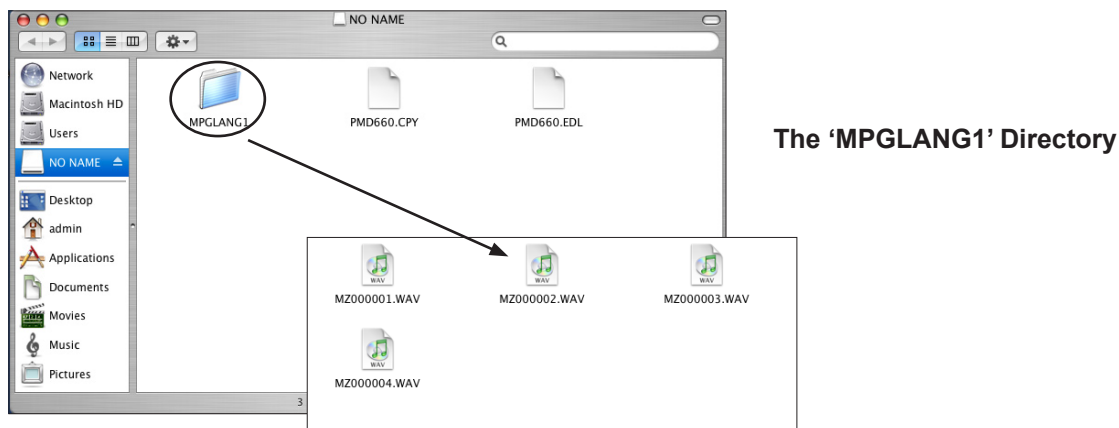 NO NAME
Network
Macintosh HD
Users
NO NAME
Desktop
admin
Applications
Documents
Movies
Music
Pictures
MPGLANG1
PMD660.CPY
PMD660.EDL
3
The ‘MPGLANG1’ Directory
WAV
WAV
WAV
MZ000001.WAV
MZ000002.WAV
MZ000003.WAV
WAV
MZ000004.WAV